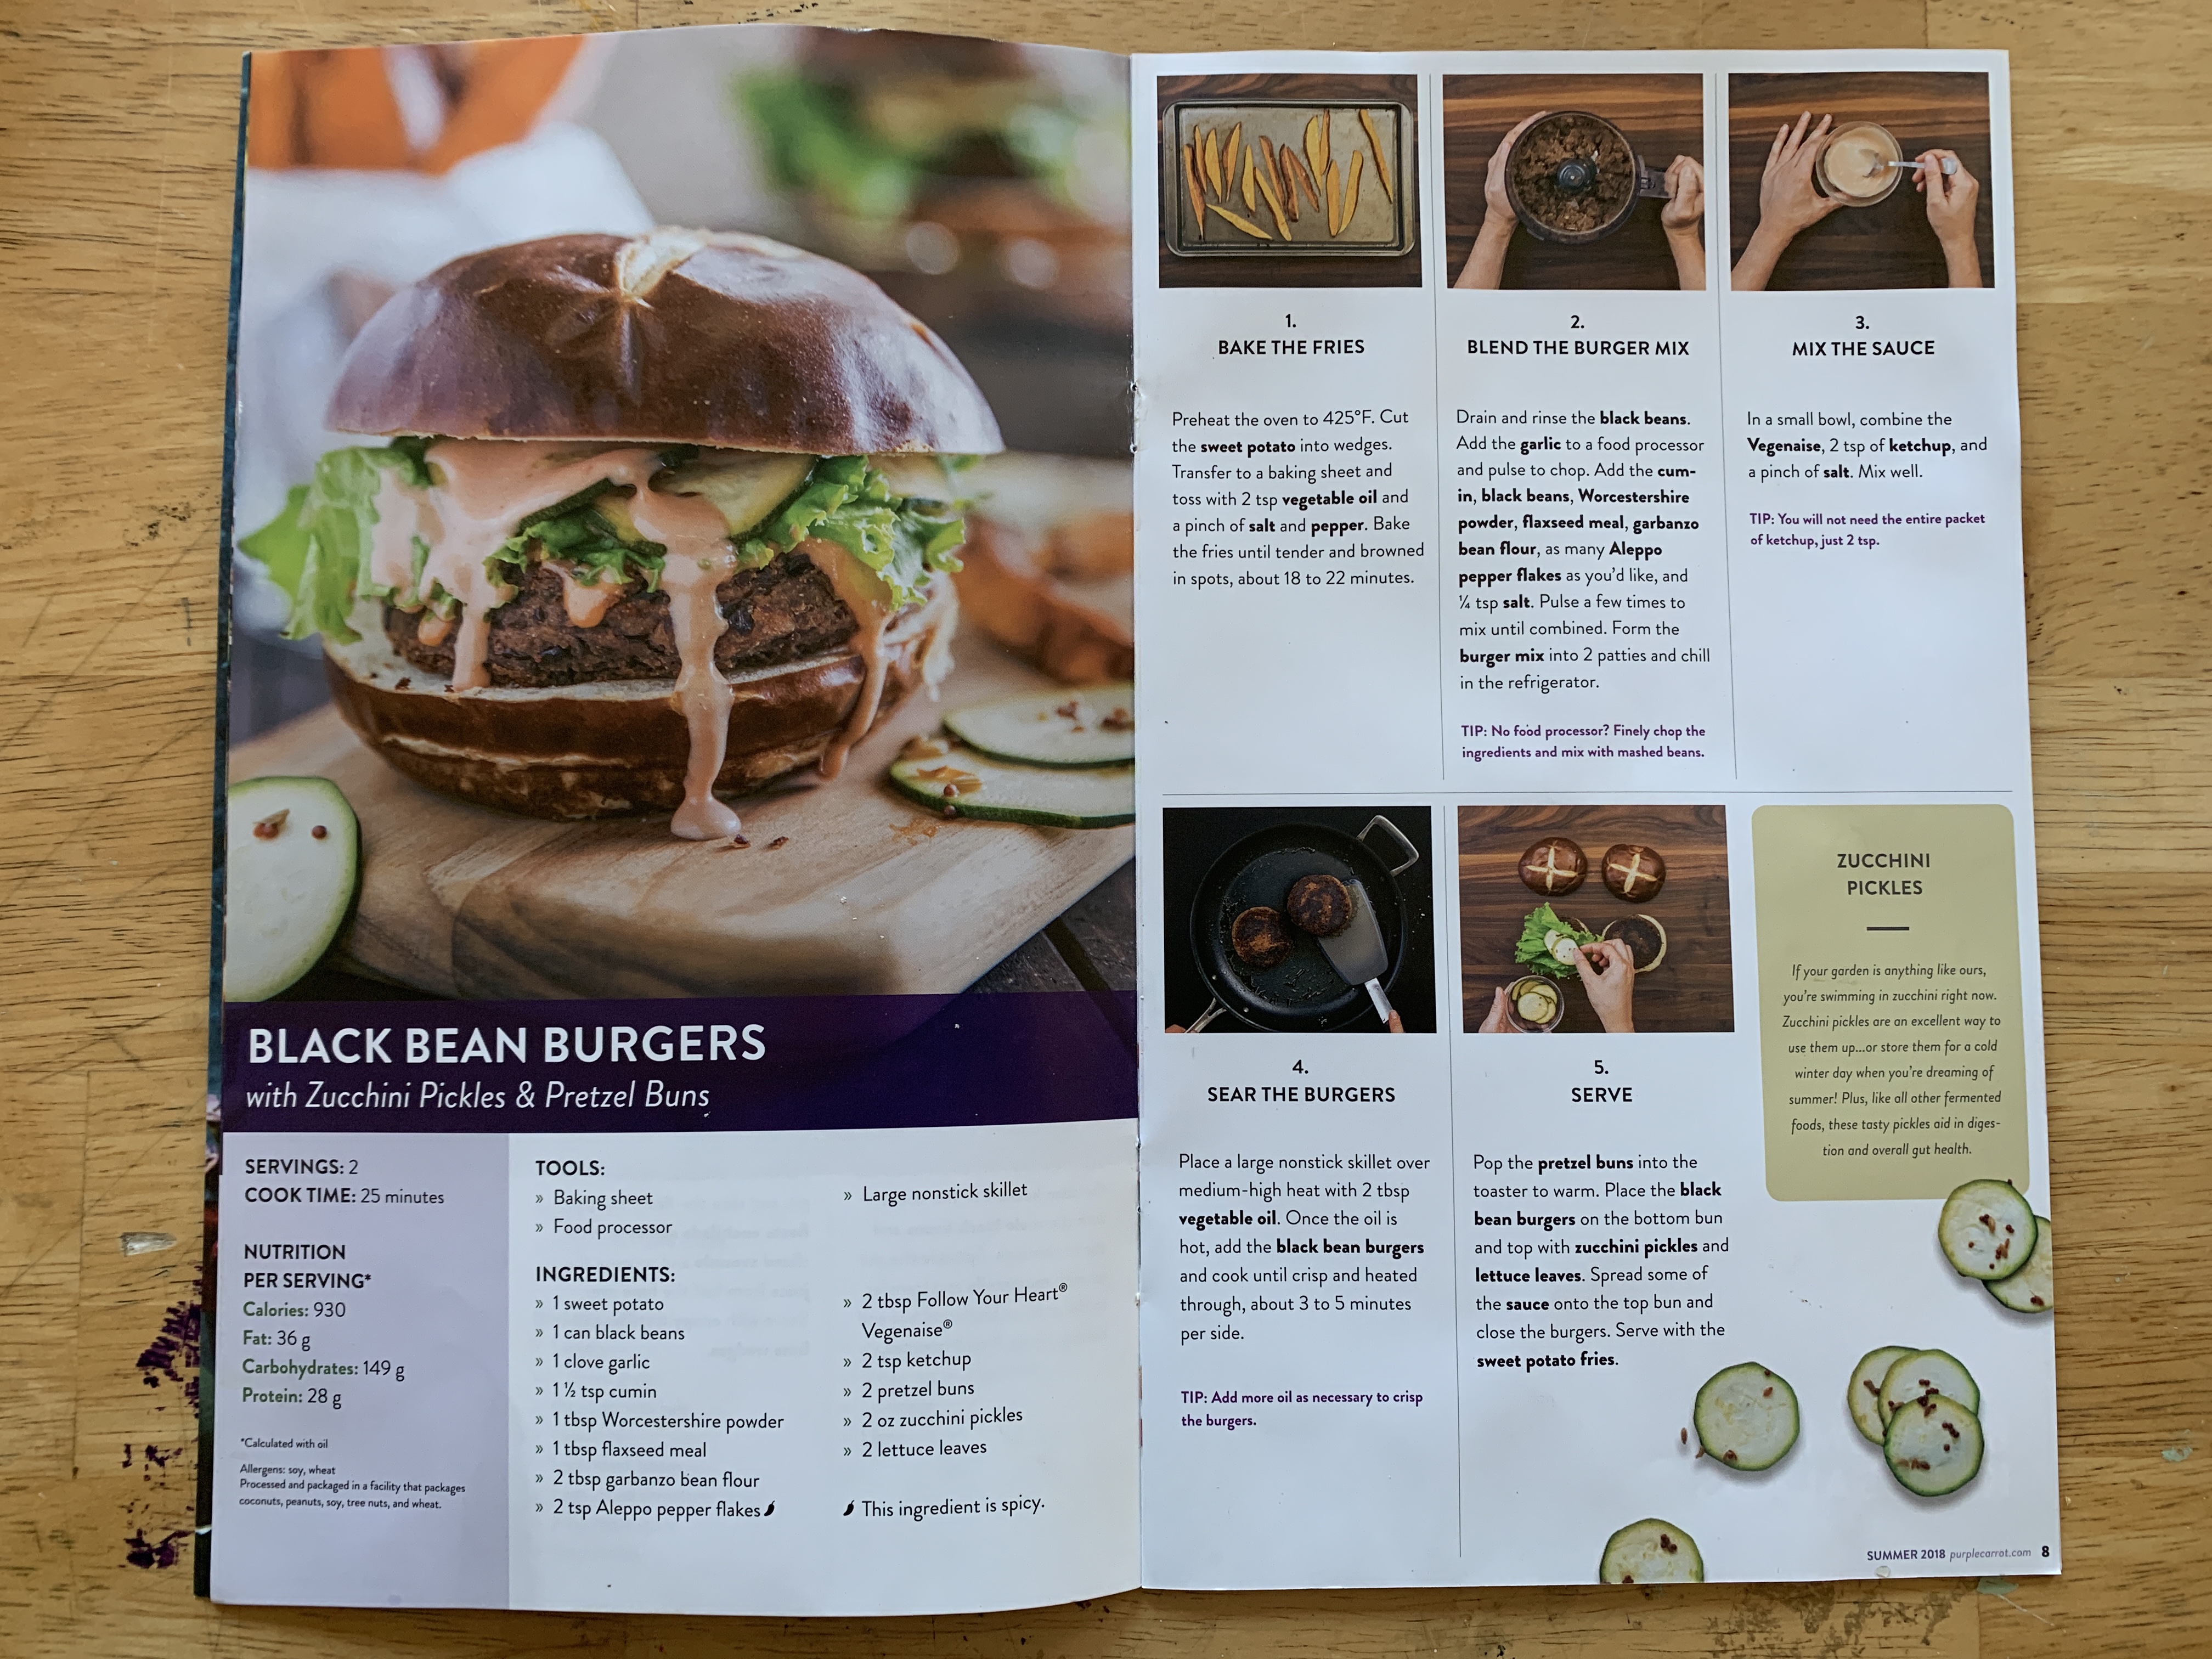 BLACK BEAN BURGERS
with Zucchini Pickles & Pretzel Buns
SERVINGS: 2
COOK TIME: 25 minutes
NUTRITION
PER SERVING*
Calories: 930
Fat: 36 g
Carbohydrates: 149 g
Protein: 28 g
*Calculated with oil
Allergens: soy, wheat
Processed and packaged in a facility that packages
coconuts, peanuts, soy, tree nuts, and wheat.
TOOLS:
» Baking sheet
» Food processor
» Large nonstick skillet
INGREDIENTS:
» 1 sweet potato
» 1 can black beans
» 1 clove garlic
» 1 ½ tsp cumin
» 1 tbsp Worcestershire powder
» 1 tbsp flaxseed meal
» 2 tbsp garbanzo bean flour
» 2 tsp Aleppo pepper flakes
» 2 tbsp Follow Your Heart®
Vegenaise®
» 2 tsp ketchup
» 2 pretzel buns
» 2 oz zucchini pickles
» 2 lettuce leaves
This ingredient is spicy.
1.
BAKE THE FRIES
Preheat the oven to 425°F. Cut
the sweet potato into wedges.
Transfer to a baking sheet and
toss with 2 tsp vegetable oil and
a pinch of salt and pepper. Bake
the fries until tender and browned
in spots, about 18 to 22 minutes.
2.
BLEND THE BURGER MIX
Drain and rinse the black beans.
Add the garlic to a food processor
and pulse to chop. Add the cum-
in, black beans, Worcestershire
powder, flaxseed meal, garbanzo
bean flour, as many Aleppo
pepper flakes as you'd like, and
¼ tsp salt. Pulse a few times to
mix until combined. Form the
burger mix into 2 patties and chill
in the refrigerator.
TIP: No food processor? Finely chop the
ingredients and mix with mashed beans.
3.
MIX THE SAUCE
In a small bowl, combine the
Vegenaise, 2 tsp of ketchup, and
a pinch of salt. Mix well.
TIP: You will not need the entire packet
of ketchup, just 2 tsp.
4.
SEAR THE BURGERS
Place a large nonstick skillet over
medium-high heat with 2 tbsp
vegetable oil. Once the oil is
hot, add the black bean burgers
and cook until crisp and heated
through, about 3 to 5 minutes
per side.
TIP: Add more oil as necessary to crisp
the burgers.
5.
SERVE
Pop the pretzel buns into the
toaster to warm. Place the black
bean burgers on the bottom bun
and top with zucchini pickles and
lettuce leaves. Spread some of
the sauce onto the top bun and
close the burgers. Serve with the
sweet potato fries.
ZUCCHINI
PICKLES
If your garden is anything like ours,
you're swimming in zucchini right now.
Zucchini pickles are an excellent way to
use them up...or store them for a cold
winter day when you're dreaming of
summer! Plus, like all other fermented
foods, these tasty pickles aid in diges-
tion and overall gut health.
SUMMER 2018 purplecarrot.com 8